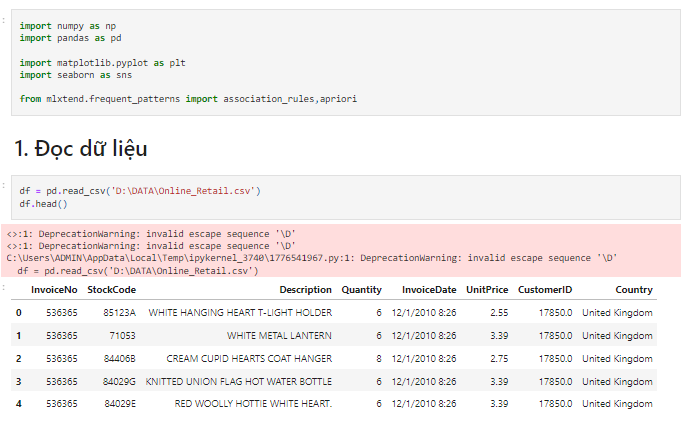 import numpy as np
import pandas as pd
import matplotlib.pyplot as plt
import seaborn as sns
from mlxtend.frequent_patterns import association_rules,apriori
1. Đọc dữ liệu
df = pd.read_csv('D:\DATA\Online_Retail.csv')
df.head()
<>:1: DeprecationWarning: invalid escape sequence '\D'
<>:1: DeprecationWarning: invalid escape sequence '\D'
C:\Users\ADMIN\AppData\Local\Temp\ipykernel_3740\1776541967.py:1: DeprecationWarning: invalid escape sequence '\D'
df = pd.read_csv('D:\DATA\Online_Retail.csv')
InvoiceNo StockCode Description Quantity InvoiceDate UnitPrice CustomerID Country
0 536365 85123A WHITE HANGING HEART T-LIGHT HOLDER 6 12/1/2010 8:26 2.55 17850.0 United Kingdom
1 536365 71053 WHITE METAL LANTERN 6 12/1/2010 8:26 3.39 17850.0 United Kingdom
2 536365 84406B CREAM CUPID HEARTS COAT HANGER 8 12/1/2010 8:26 2.75 17850.0 United Kingdom
3 536365 84029G KNITTED UNION FLAG HOT WATER BOTTLE 6 12/1/2010 8:26 3.39 17850.0 United Kingdom
4 536365 84029E RED WOOLLY HOTTIE WHITE HEART. 6 12/1/2010 8:26 3.39 17850.0 United Kingdom